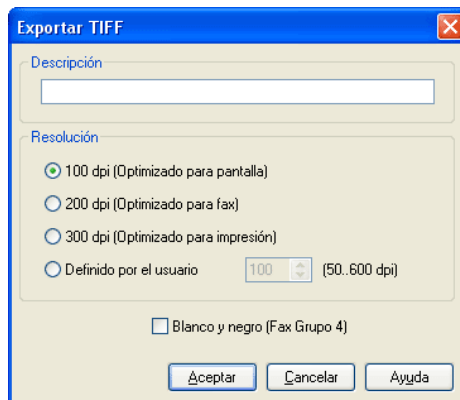 Exportar TIFF
Descripción
Resolución
100 dpi (Optimizado para pantalla)
200 dpi (Optimizado para fax)
300 dpi (Optimizado para impresión)
Definido por el usuario 100 (50..600 dpi)
Blanco y negro (Fax Grupo 4)
Aceptar Cancelar Ayuda